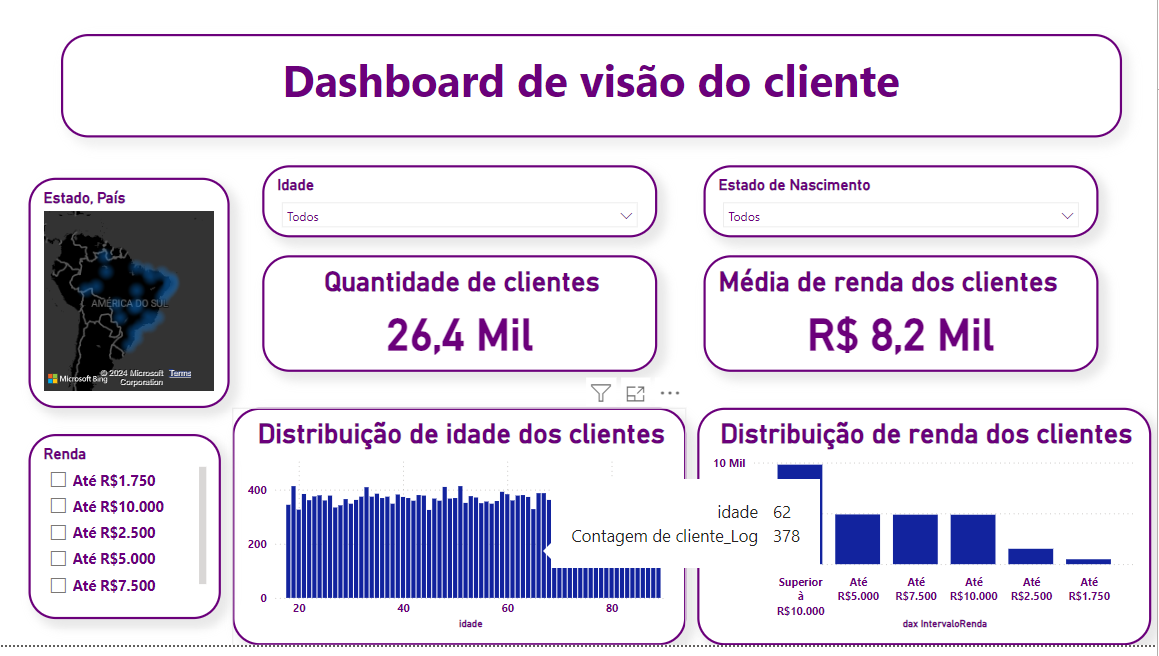 Dashboard de visão do cliente
Estado, País
AMÉRICA DO SUL
Microsoft Bing
© 2024 Microsoft Corporation
Terms
Idade
Todos
Estado de Nascimento
Todos
Quantidade de clientes
26,4 Mil
Média de renda dos clientes
R$ 8,2 Mil
Renda
Até R$1.750
Até R$10.000
Até R$2.500
Até R$5.000
Até R$7.500
Distribuição de idade dos clientes
400
200
0
20
40
60
80
idade
idade 62
Contagem de cliente_Log 378
Distribuição de renda dos clientes
10 Mil
Superior
à
R$10.000
Até
R$5.000
Até
R$7.500
Até
R$10.000
Até
R$2.500
Até
R$1.750
dax IntervaloRenda